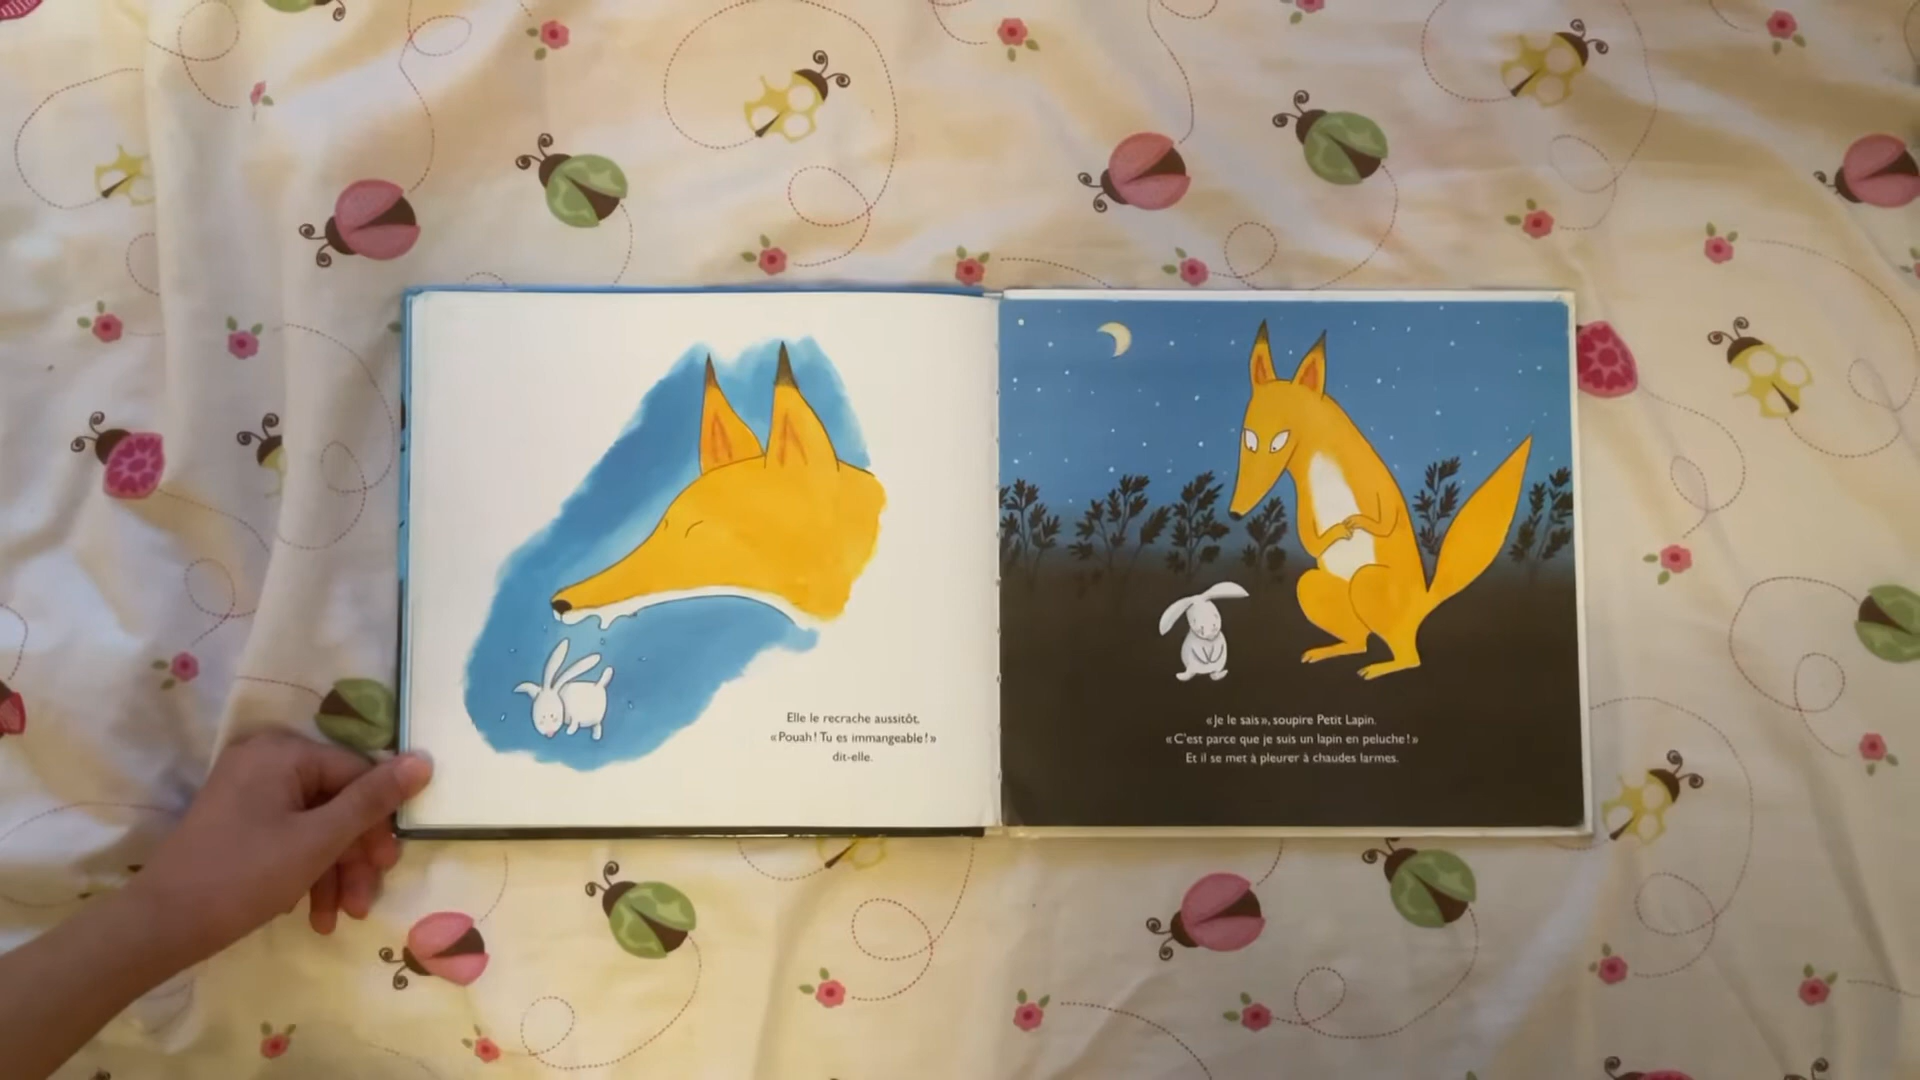 Elle le recrache aussitôt.
«Pouah! Tu es immangeable!»
dit-elle.
«Je le sais», soupire Petit Lapin.
«C'est parce que je suis un lapin en peluche!»
Et il se met à pleurer à chaudes larmes.